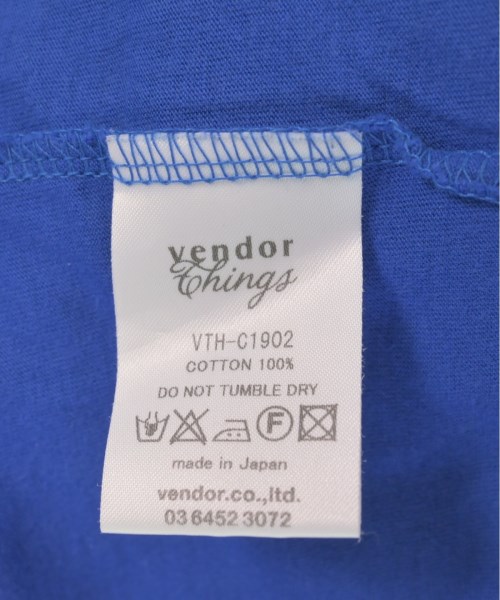 vendor
Things
VTH-C1902
COTTON 100%
DO NOT TUMBLE DRY
F
made in Japan
vendor.co.,ltd.
03 6452 3072